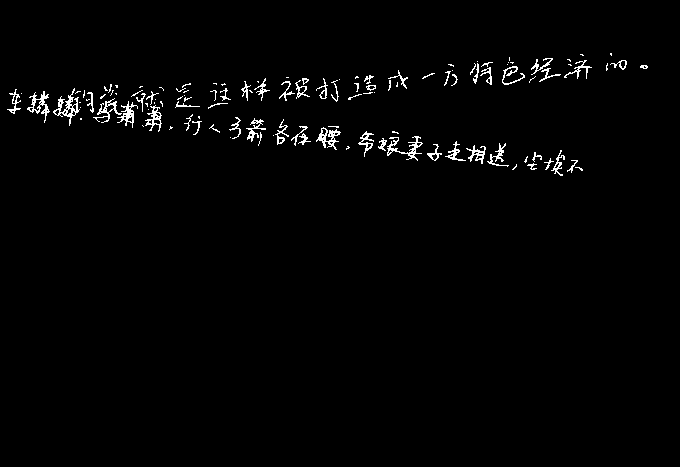 钧瓷就是这样被打造成一方特色经济的。
车辚辚，马萧萧，行人弓箭各在腰，爷娘妻子走相送，尘埃不